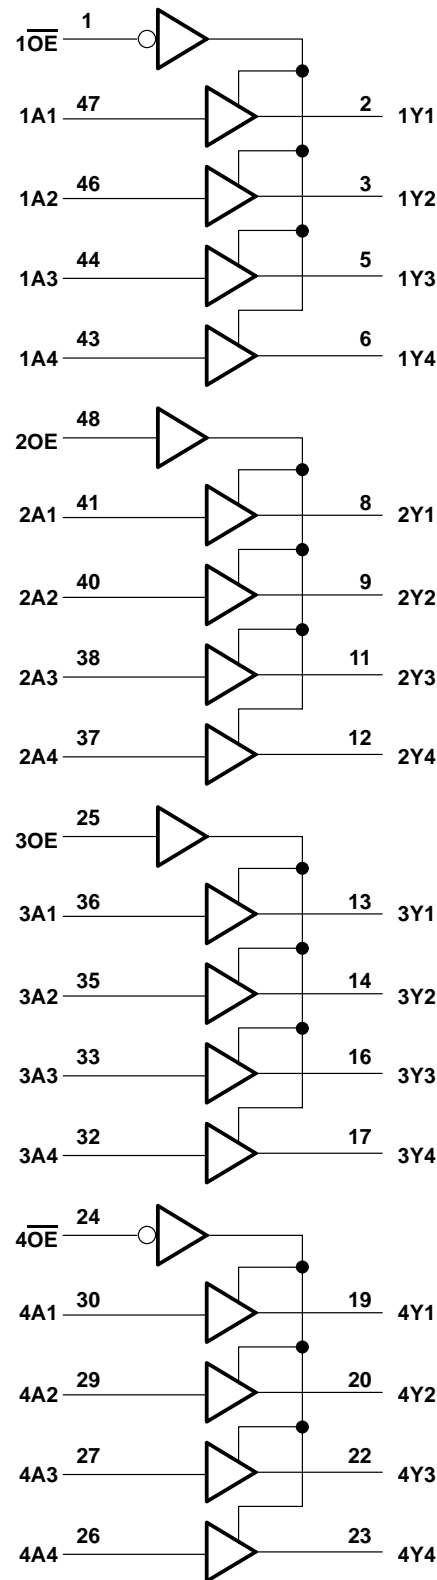 1O̅E̅ 1
1A1 47 2 1Y1
1A2 46 3 1Y2
1A3 44 5 1Y3
1A4 43 6 1Y4
2OE 48
2A1 41 8 2Y1
2A2 40 9 2Y2
2A3 38 11 2Y3
2A4 37 12 2Y4
3OE 25
3A1 36 13 3Y1
3A2 35 14 3Y2
3A3 33 16 3Y3
3A4 32 17 3Y4
4O̅E̅ 24
4A1 30 19 4Y1
4A2 29 20 4Y2
4A3 27 22 4Y3
4A4 26 23 4Y4